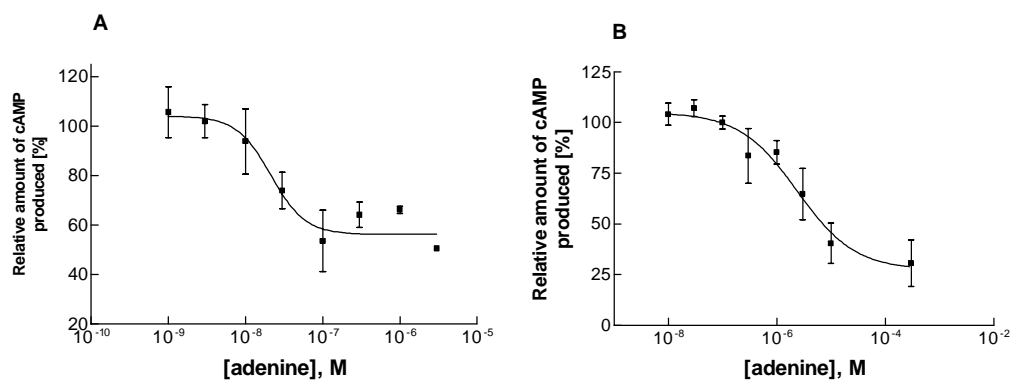 A
Relative amount of cAMP
produced [%]
120
100
80
60
40
20
10-10
10-9
10-8
10-7
10-6
10-5
[adenine], M
B
Relative amount of cAMP
produced [%]
125
100
75
50
25
0
10-8
10-6
10-4
10-2
[adenine], M